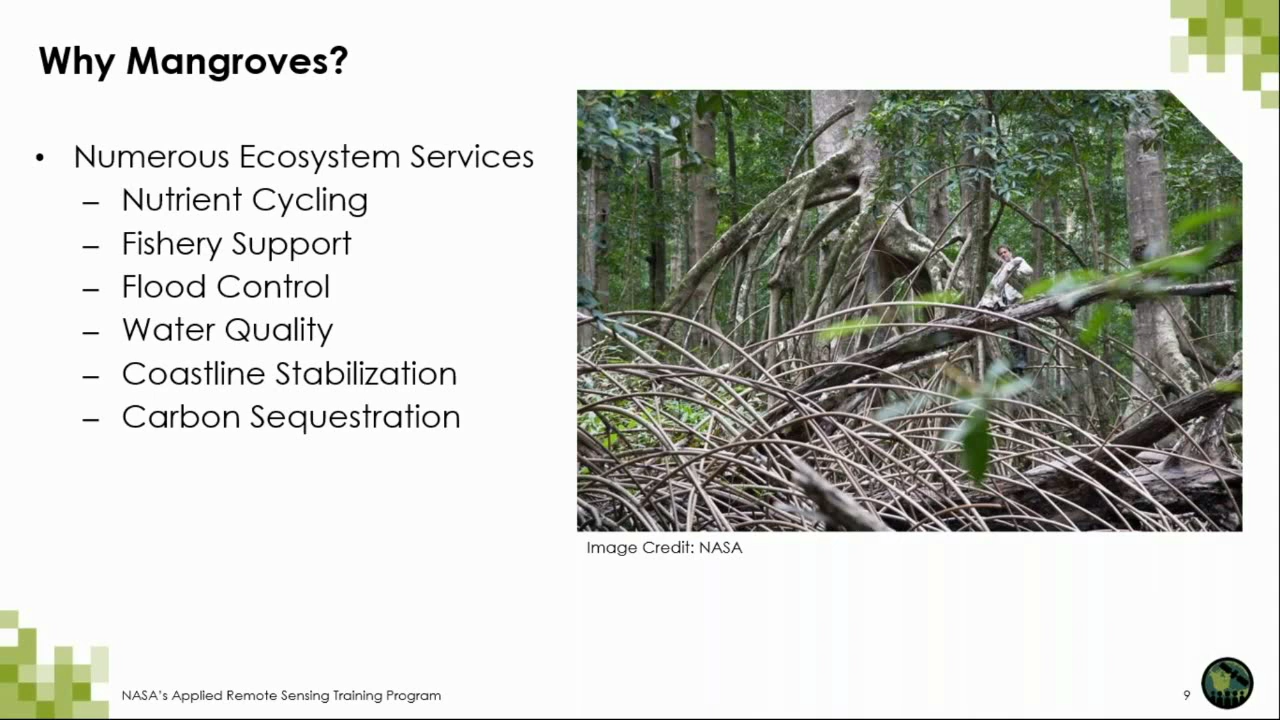 Why Mangroves?
• Numerous Ecosystem Services
– Nutrient Cycling
– Fishery Support
– Flood Control
– Water Quality
– Coastline Stabilization
– Carbon Sequestration
Image Credit: NASA
NASA's Applied Remote Sensing Training Program
9